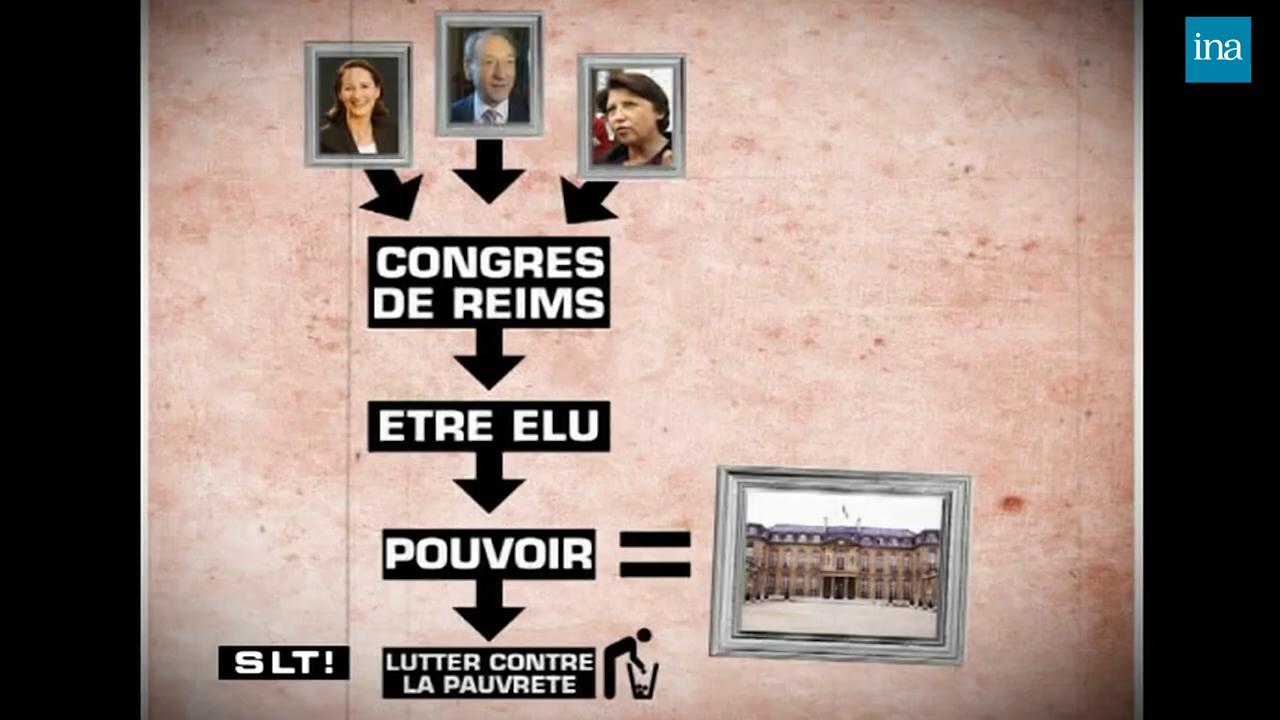 ina
CONGRES
DE REIMS
ETRE ELU
POUVOIR
SLT!
LUTTER CONTRE
LA PAUVRETE